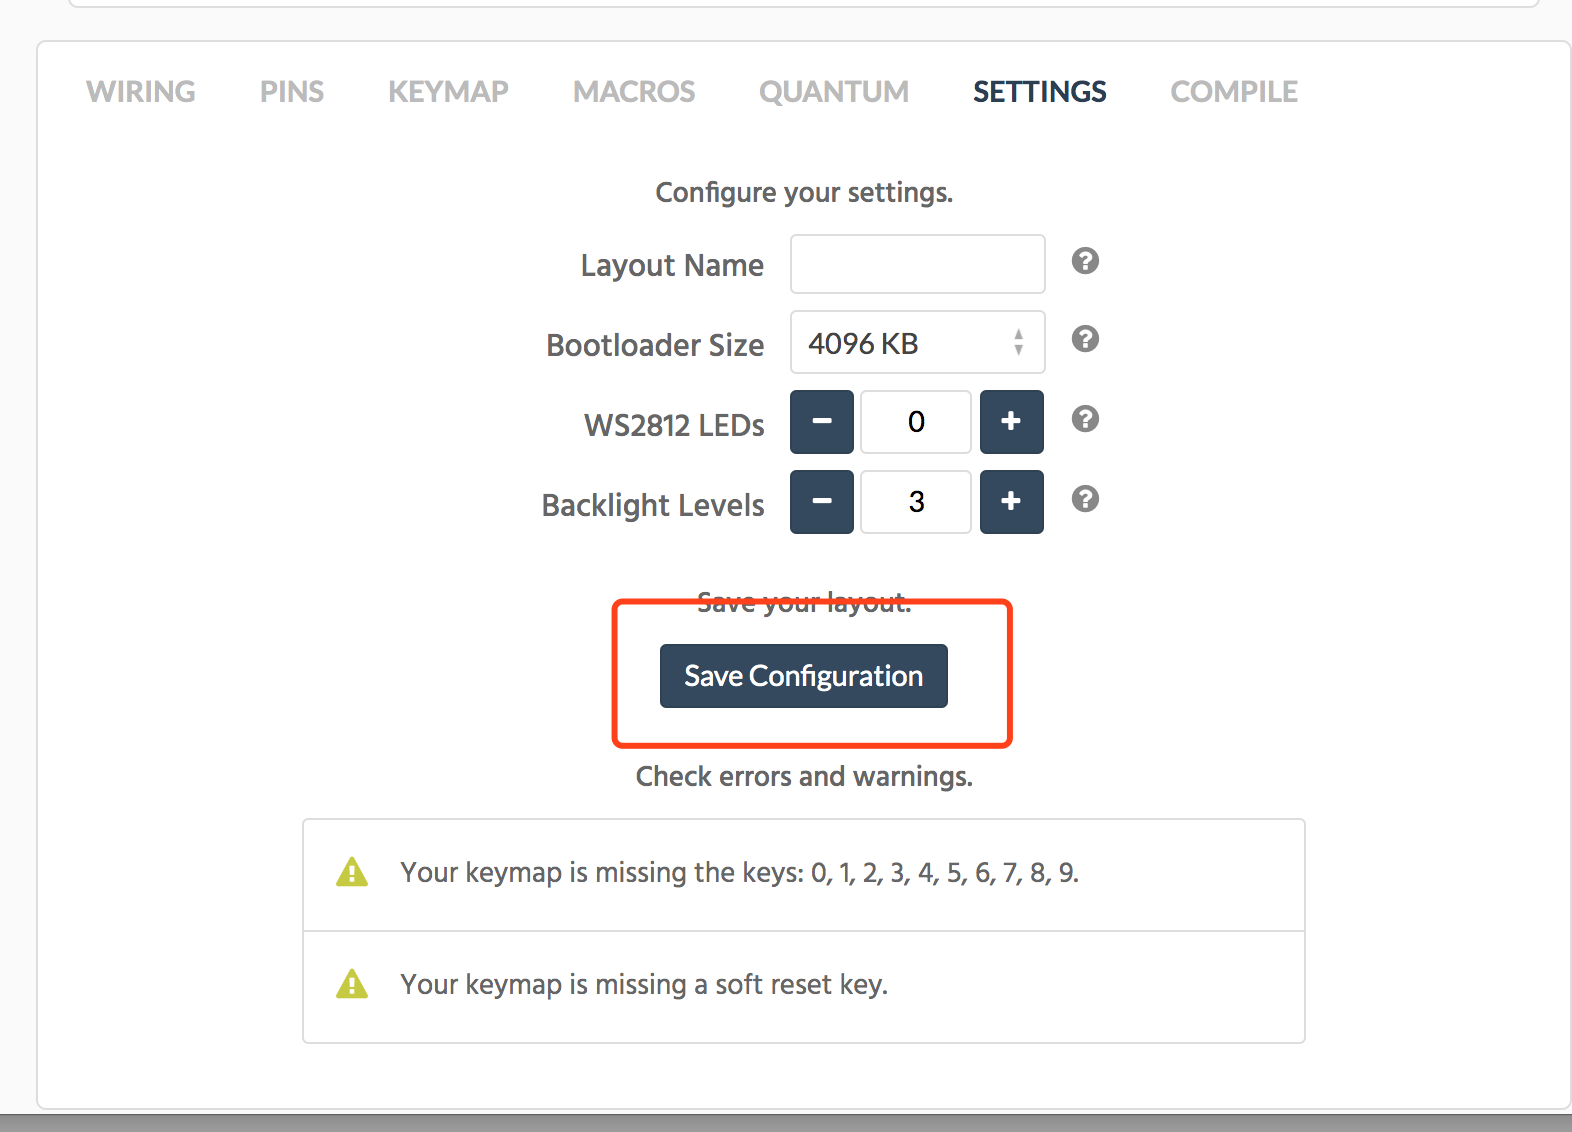 WIRING PINS KEYMAP MACROS QUANTUM SETTINGS COMPILE
Configure your settings.
Layout Name ?
Bootloader Size 4096 KB ?
WS2812 LEDs − 0 + ?
Backlight Levels − 3 + ?
Save your layout.
Save Configuration
Check errors and warnings.
Your keymap is missing the keys: 0, 1, 2, 3, 4, 5, 6, 7, 8, 9.
Your keymap is missing a soft reset key.